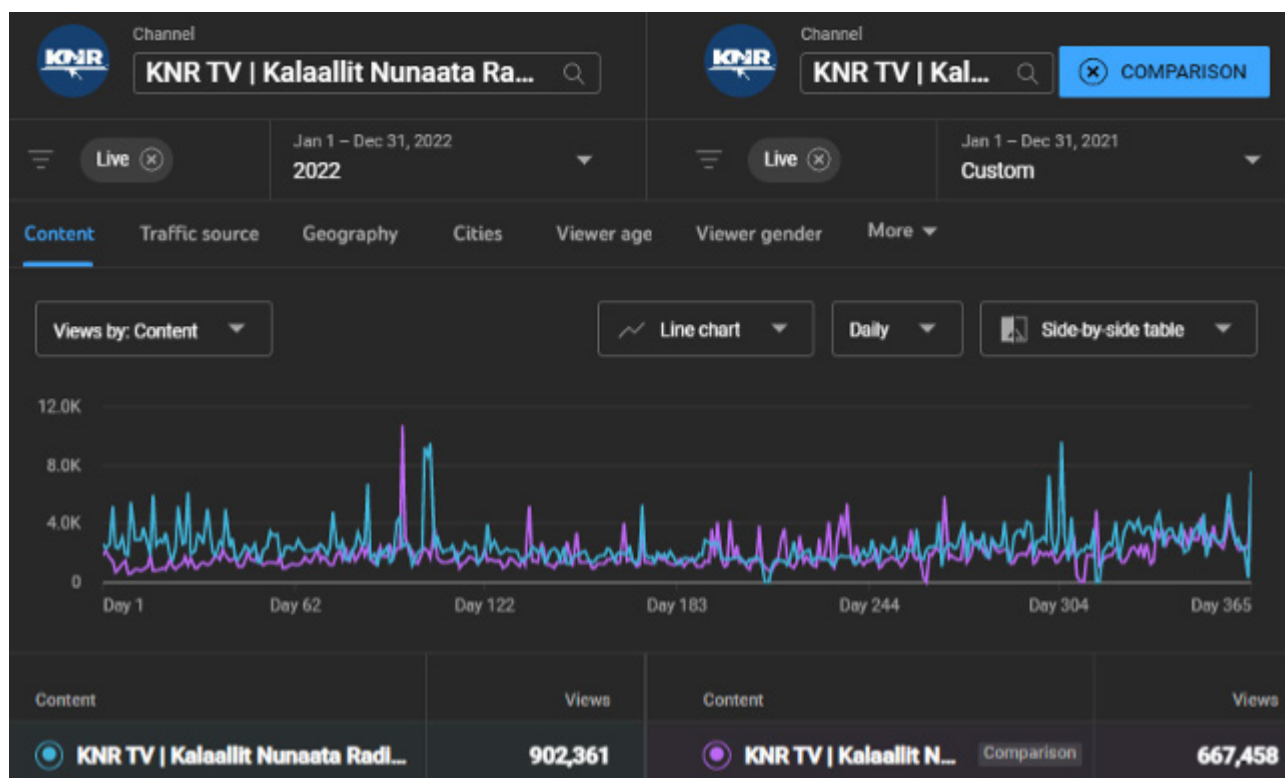 Channel
KNR
KNR TV | Kalaallit Nunaata Ra...
Channel
KNR
KNR TV | Kal...
COMPARISON
Live
Jan 1 – Dec 31, 2022
2022
Live
Jan 1 – Dec 31, 2021
Custom
Content Traffic source Geography Cities Viewer age Viewer gender More
Views by: Content
Line chart
Daily
Side-by-side table
12.0K
8.0K
4.0K
0
Day 1 Day 62 Day 122 Day 183 Day 244 Day 304 Day 365
Content Views Content Views
KNR TV | Kalaallit Nunaata Radi... 902,361 KNR TV | Kalaallit N... Comparison 667,458